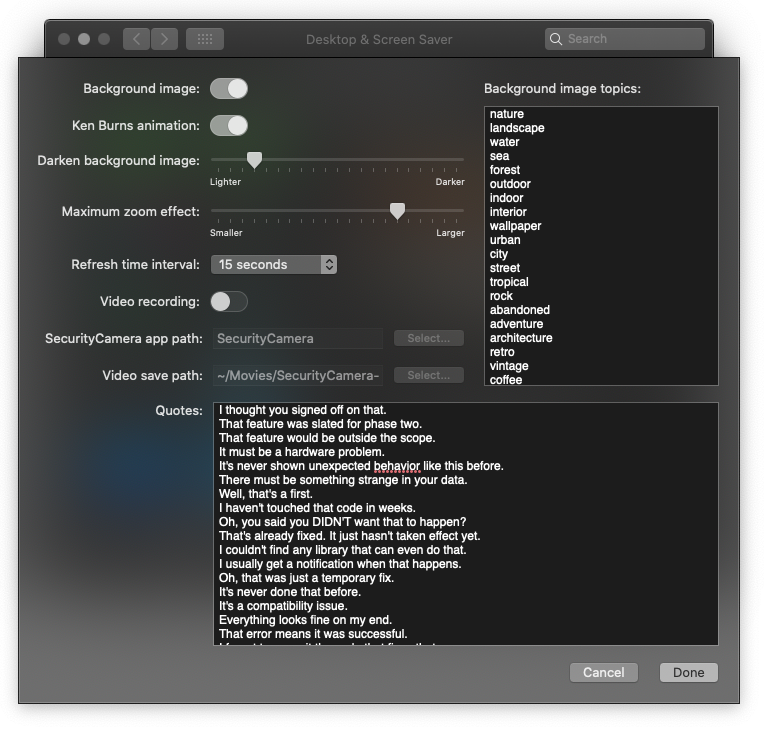 Desktop & Screen Saver
Search
Background image:
Background image topics:
Ken Burns animation:
Darken background image:
Lighter
Darker
Maximum zoom effect:
Smaller
Larger
Refresh time interval:
15 seconds
Video recording:
SecurityCamera app path:
SecurityCamera
Select...
Video save path:
~/Movies/SecurityCamera-
Select...
nature
landscape
water
sea
forest
outdoor
indoor
interior
wallpaper
urban
city
street
tropical
rock
abandoned
adventure
architecture
retro
vintage
coffee
Quotes:
I thought you signed off on that.
That feature was slated for phase two.
That feature would be outside the scope.
It must be a hardware problem.
It's never shown unexpected behavior like this before.
There must be something strange in your data.
Well, that's a first.
I haven't touched that code in weeks.
Oh, you said you DIDN'T want that to happen?
That's already fixed. It just hasn't taken effect yet.
I couldn't find any library that can even do that.
I usually get a notification when that happens.
Oh, that was just a temporary fix.
It's never done that before.
It's a compatibility issue.
Everything looks fine on my end.
That error means it was successful.
Cancel
Done